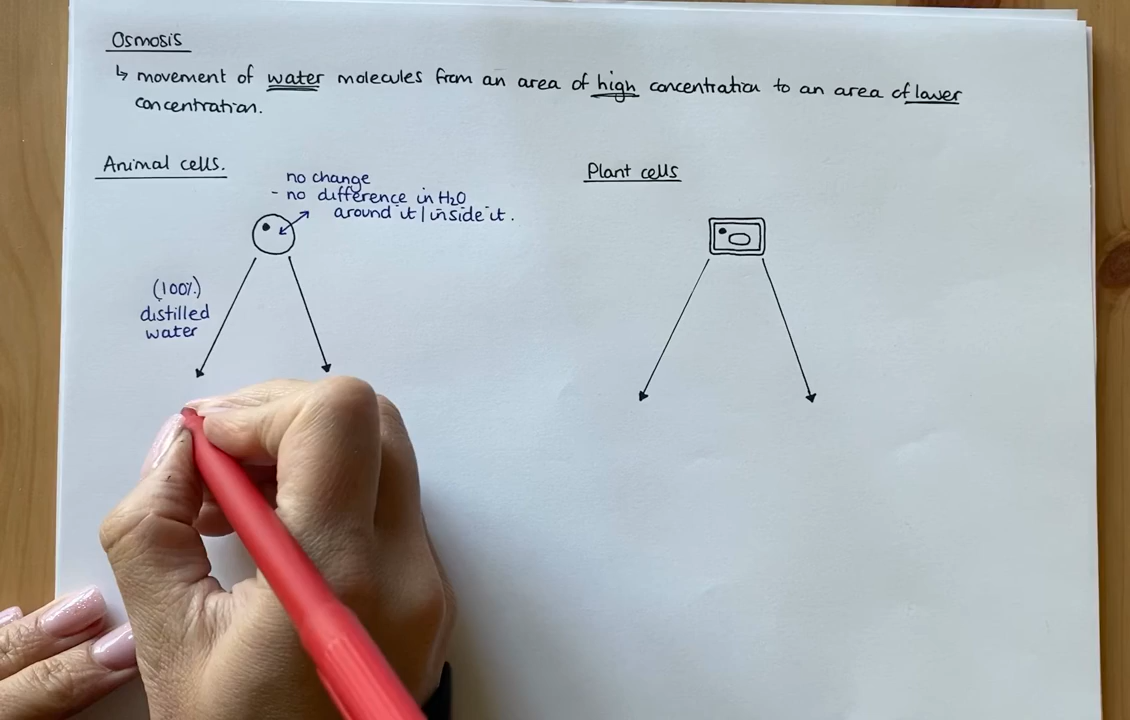 Osmosis
↳ movement of water molecules from an area of high concentration to an area of lower
concentration.
Animal cells.
no change
- no difference in H2O
around it / inside it.
(100%)
distilled
water
Plant cells